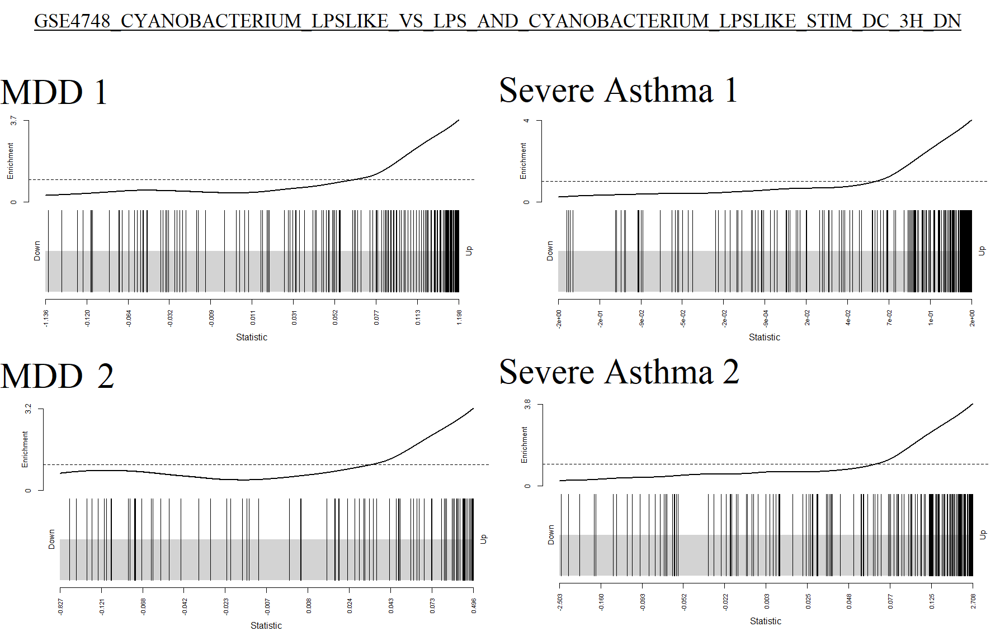 GSE4748_CYANOBACTERIUM_LPSLIKE_VS_LPS_AND_CYANOBACTERIUM_LPSLIKE_STIM_DC_3H_DN
MDD 1
3.7
Enrichment
0
Down
Up
-1.136 -0.120 -0.064 -0.032 -0.009 0.011 0.031 0.052 0.077 0.113 1.198
Statistic
Severe Asthma 1
4
Enrichment
0
Down
Up
-2e+00 -2e-01 -9e-02 -5e-02 -2e-02 -9e-04 2e-02 4e-02 7e-02 1e-01 2e+00
Statistic
MDD 2
3.2
Enrichment
0
Down
Up
-0.827 -0.121 -0.068 -0.042 -0.023 -0.007 0.008 0.024 0.043 0.073 0.496
Statistic
Severe Asthma 2
3.8
Enrichment
0
Down
Up
-2.503 -0.160 -0.093 -0.052 -0.022 0.003 0.025 0.048 0.077 0.125 2.708
Statistic